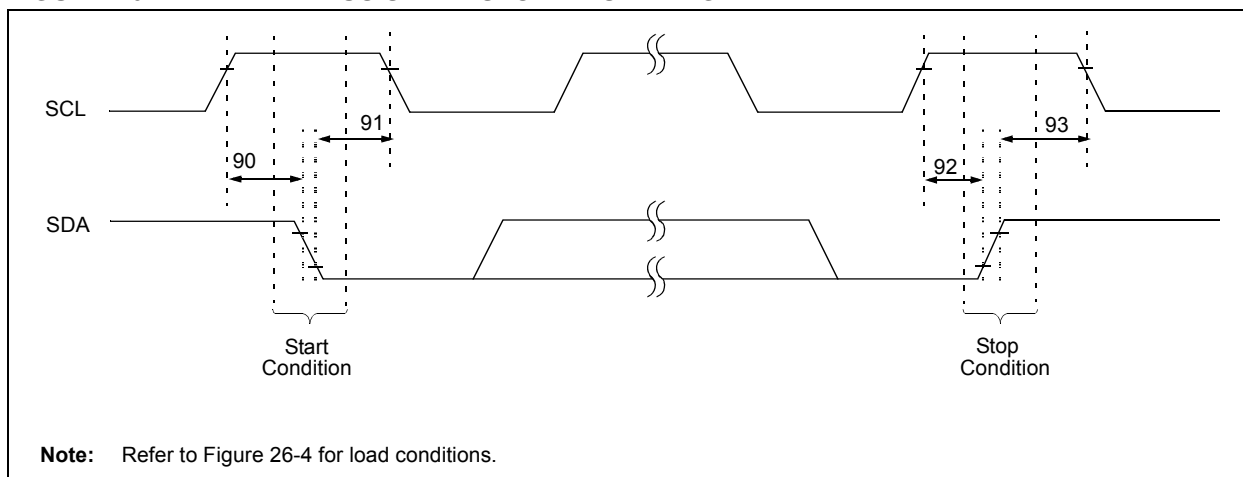 SCL
91
93
90
92
SDA
Start
Condition
Stop
Condition
Note: Refer to Figure 26-4 for load conditions.